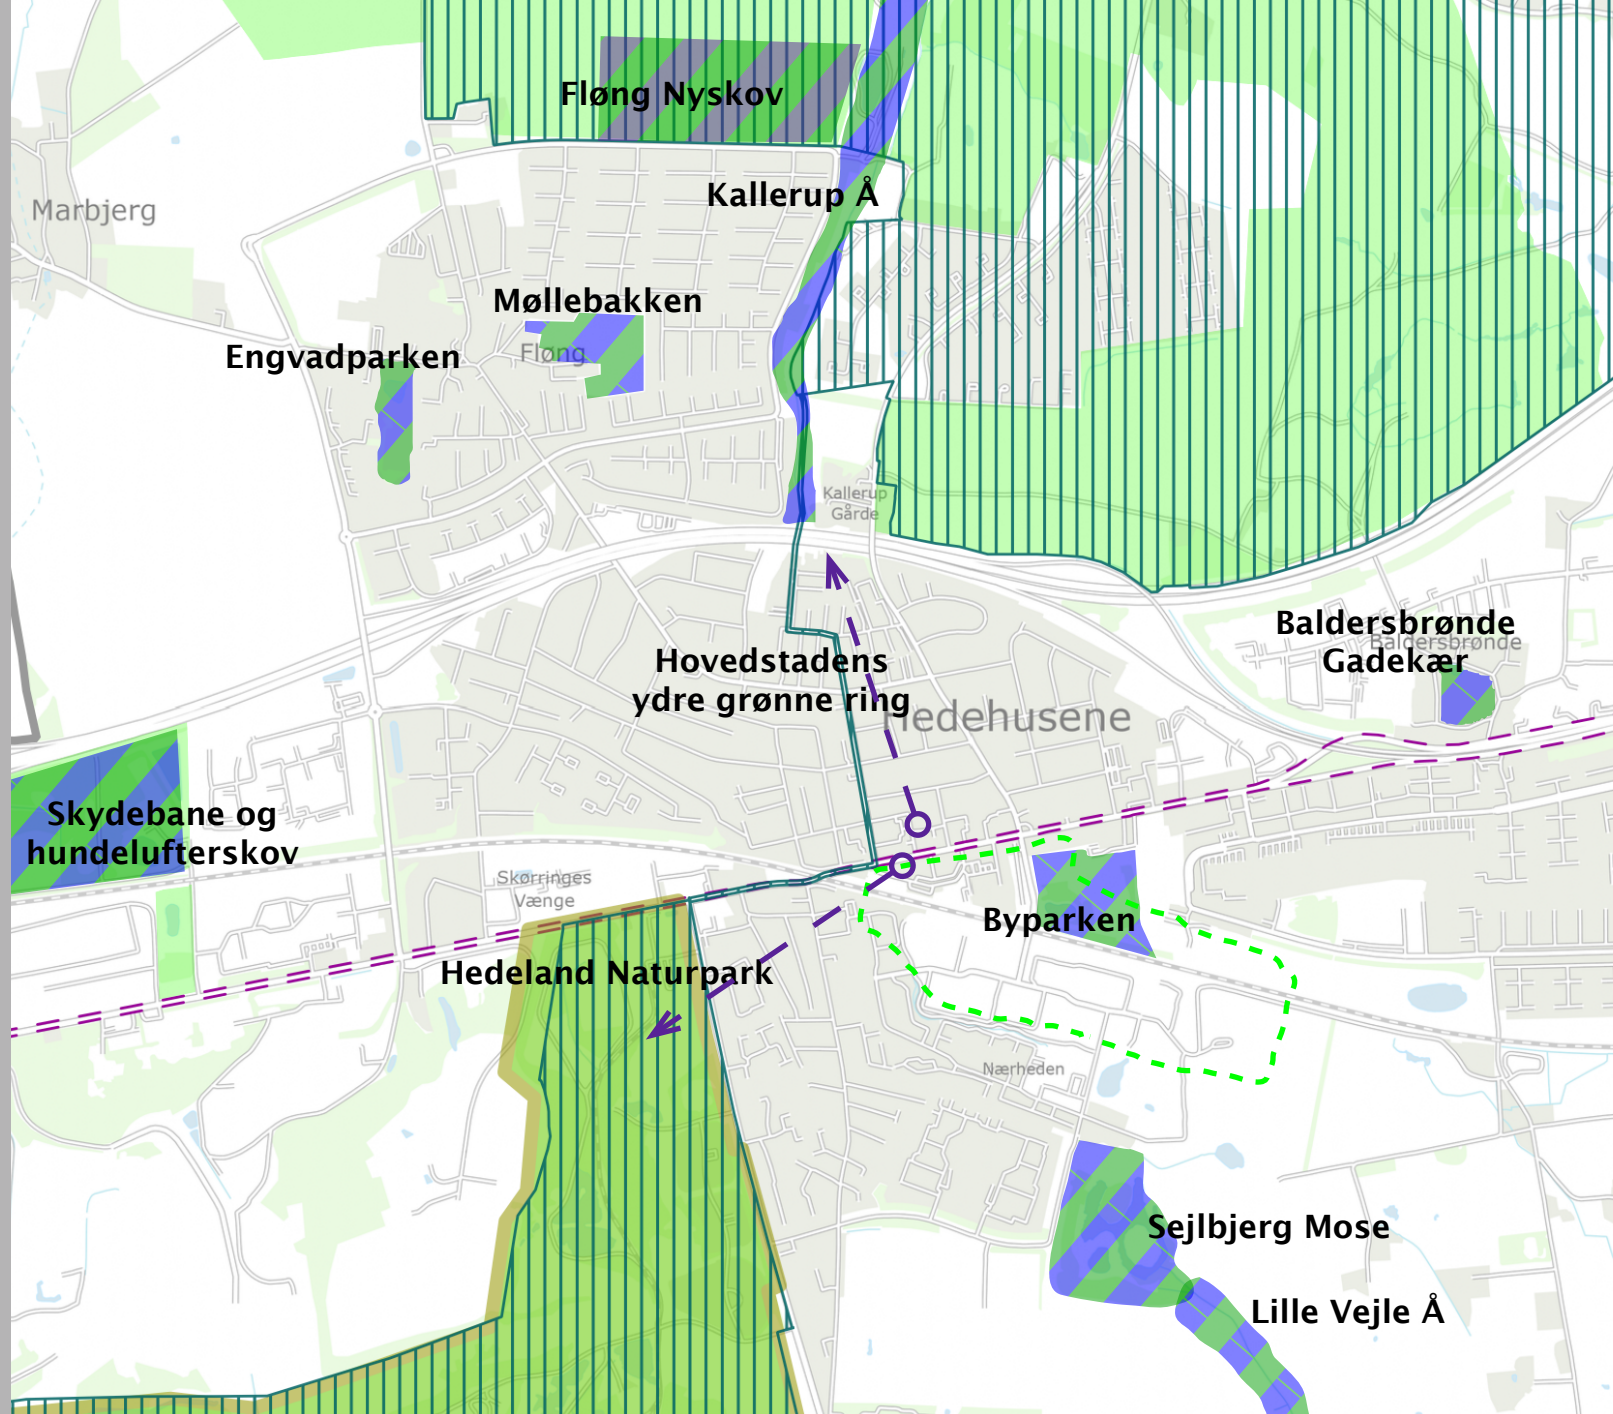 Fløng Nyskov
Kallerup Å
Marbjerg
Møllebakken
Fløng
Engvadparken
Kallerup
Gårde
Baldersbrønde
Baldersbrønde
Gadekær
Hovedstadens
ydre grønne ring
Hedehusene
Skydebane og
hundelufterskov
Skørringes
Vænge
Byparken
Hedeland Naturpark
Nærheden
Sejlbjerg Mose
Lille Vejle Å